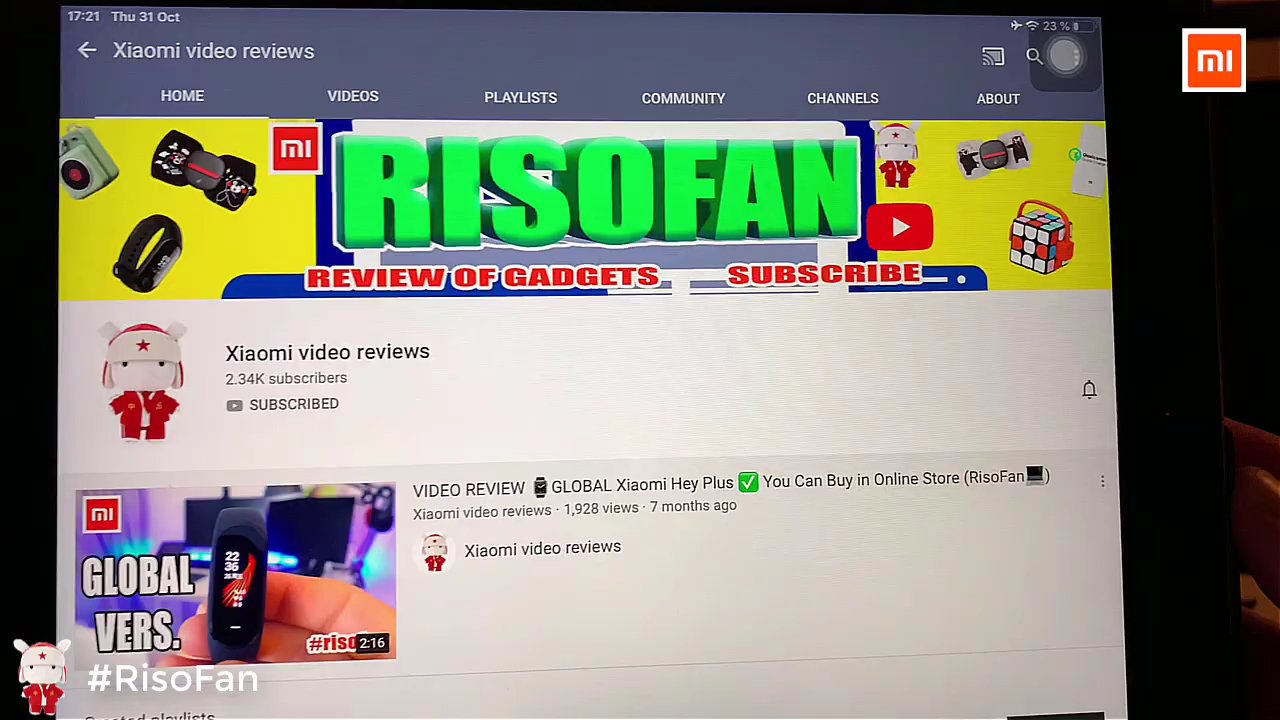 17:21 Thu 31 Oct
23 %
Xiaomi video reviews
HOME VIDEOS PLAYLISTS COMMUNITY CHANNELS ABOUT
RISOFAN
REVIEW OF GADGETS SUBSCRIBE
Xiaomi video reviews
2.34K subscribers
SUBSCRIBED
VIDEO REVIEW ⌚ GLOBAL Xiaomi Hey Plus ✅ You Can Buy in Online Store (RisoFan💻)
Xiaomi video reviews · 1,928 views · 7 months ago
Xiaomi video reviews
GLOBAL
VERS.
22
36
#riso
2:16
#RisoFan
Created playlists